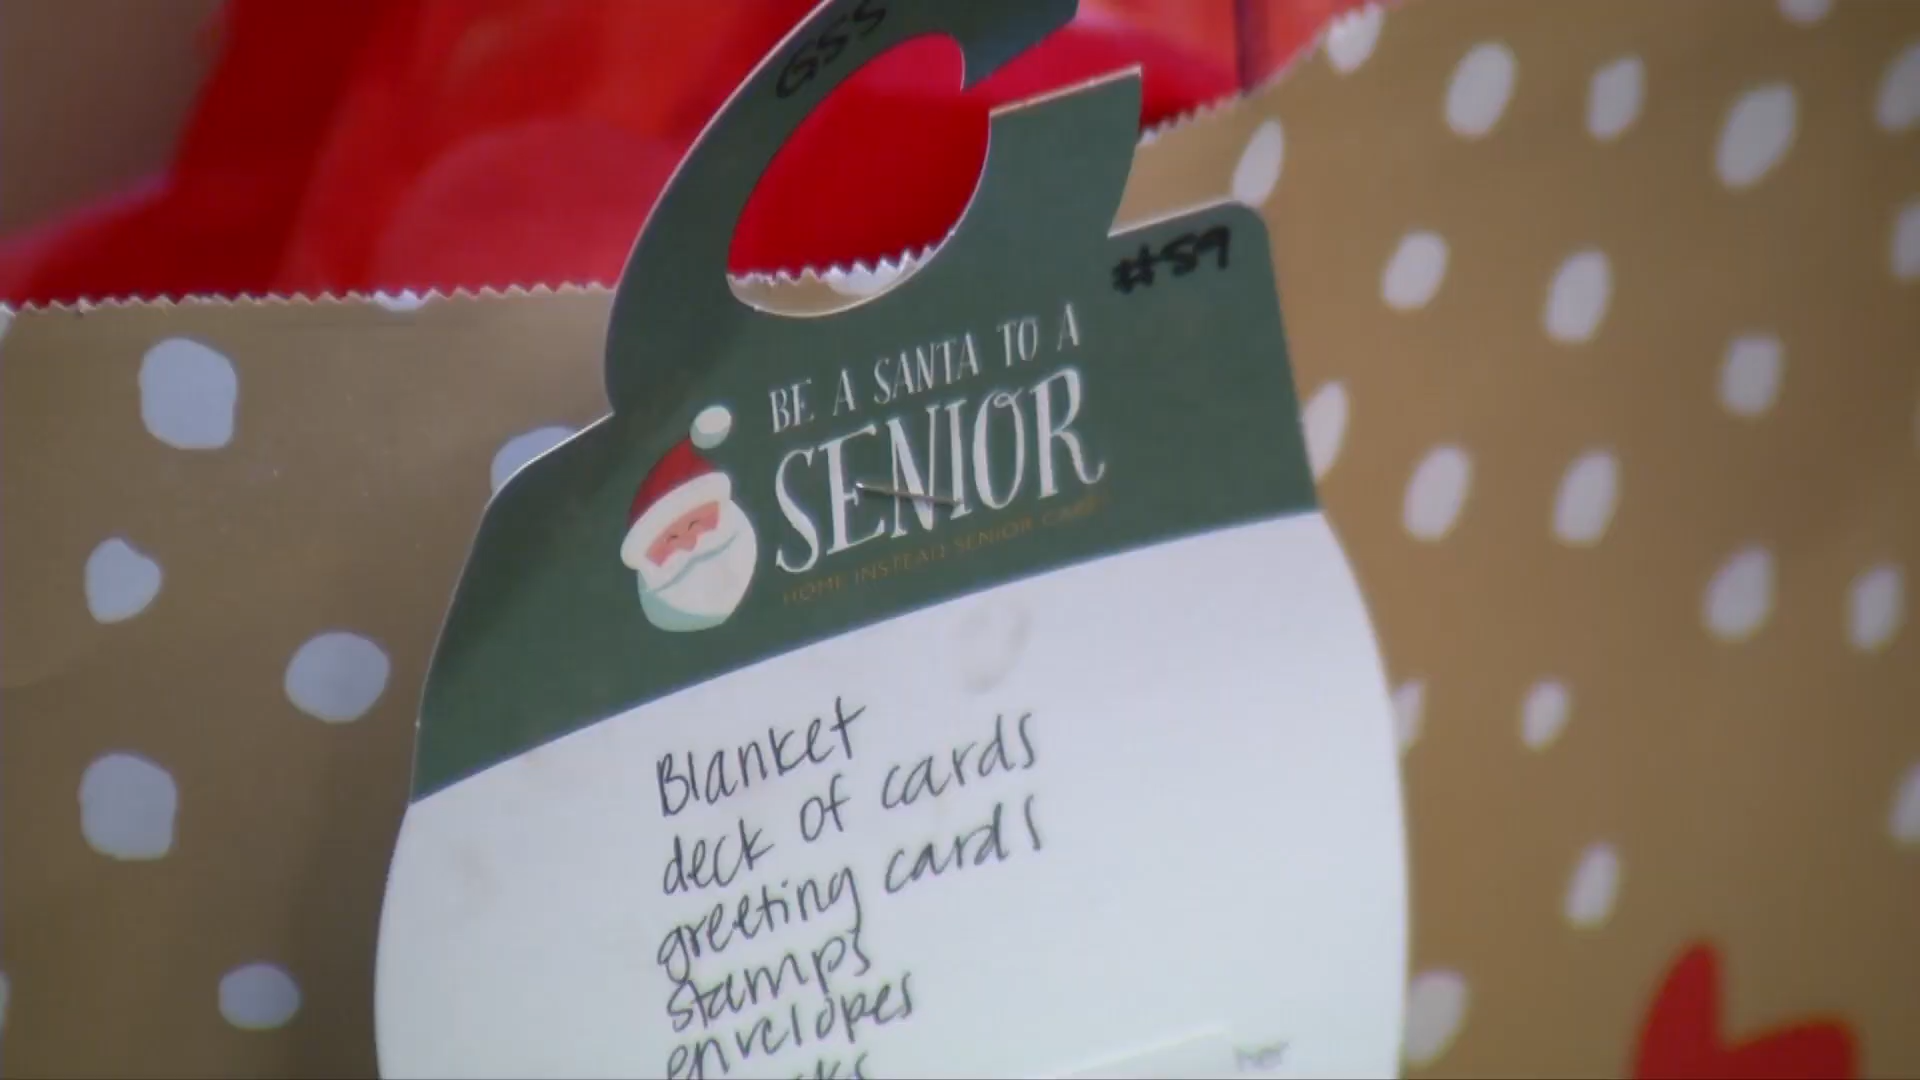 GSS
#59
BE A SANTA TO A
SENIOR
HOME INSTEAD SENIOR CARE
Blanket
deck of cards
greeting cards
stamps
envelopes